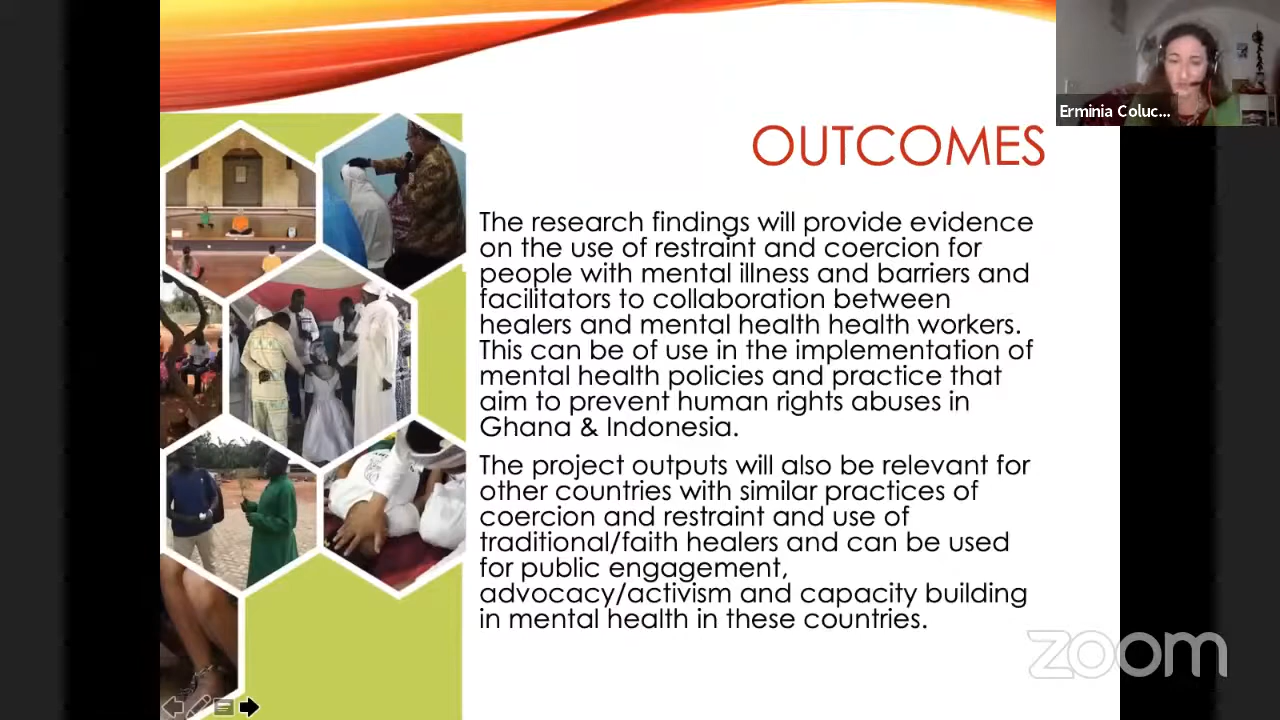 Erminia Coluc...
OUTCOMES
The research findings will provide evidence
on the use of restraint and coercion for
people with mental illness and barriers and
facilitators to collaboration between
healers and mental health health workers.
This can be of use in the implementation of
mental health policies and practice that
aim to prevent human rights abuses in
Ghana & Indonesia.
The project outputs will also be relevant for
other countries with similar practices of
coercion and restraint and use of
traditional/faith healers and can be used
for public engagement,
advocacy/activism and capacity building
in mental health in these countries.
zoom